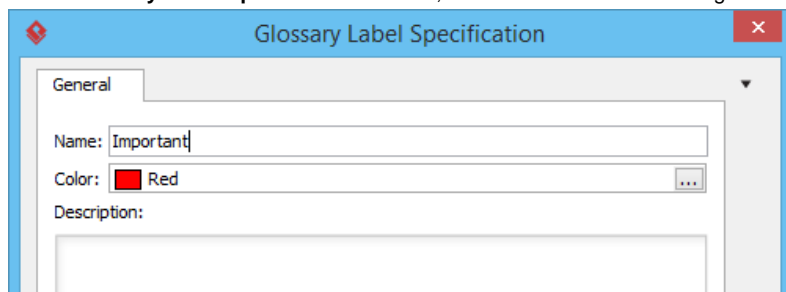 Glossary Label Specification
General
Name: Important
Color: Red ...
Description: